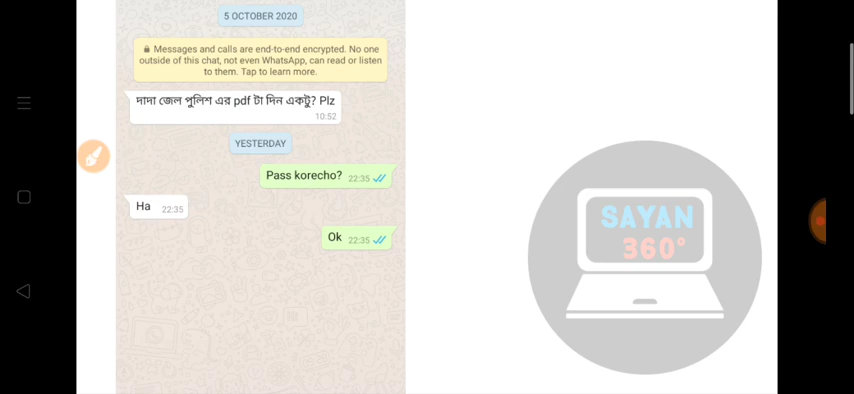 5 OCTOBER 2020
Messages and calls are end-to-end encrypted. No one
outside of this chat, not even WhatsApp, can read or listen
to them. Tap to learn more.
দাদা জেল পুলিশ এর pdf টা দিন একটু? Plz
10:52
YESTERDAY
Pass korecho? 22:35
Ha 22:35
Ok 22:35
SAYAN
360°